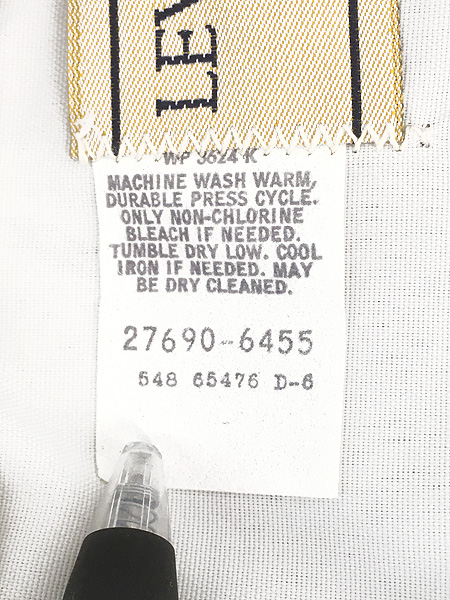 LEV
WP 3624 K
MACHINE WASH WARM,
DURABLE PRESS CYCLE.
ONLY NON-CHLORINE
BLEACH IF NEEDED.
TUMBLE DRY LOW. COOL
IRON IF NEEDED. MAY
BE DRY CLEANED.
27690-6455
548 65476 D-6